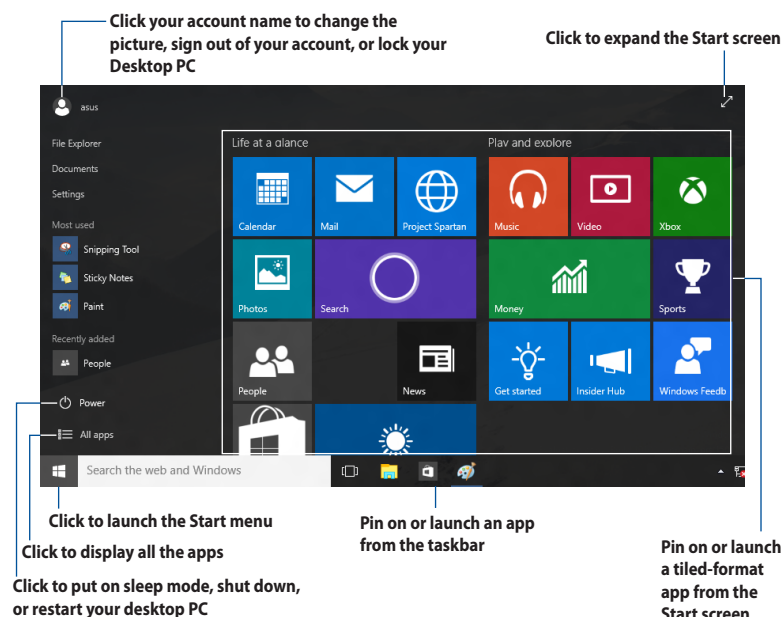 Click your account name to change the
picture, sign out of your account, or lock your
Desktop PC
Click to expand the Start screen
asus
File Explorer
Documents
Settings
Most used
Snipping Tool
Sticky Notes
Paint
Recently added
People
Power
All apps
Life at a glance
Calendar
Mail
Project Spartan
Photos
Search
People
News
Play and explore
Music
Video
Xbox
Money
Sports
Get started
Insider Hub
Windows Feedb
Search the web and Windows
Click to launch the Start menu
Click to display all the apps
Click to put on sleep mode, shut down,
or restart your desktop PC
Pin on or launch an app
from the taskbar
Pin on or launch
a tiled-format
app from the
Start screen